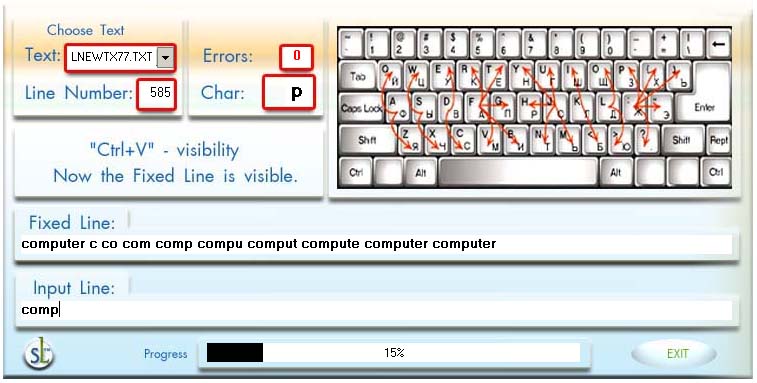 Choose Text
Text: LNEWTX77.TXT
Errors: 0
Line Number: 585
Char: p
"Ctrl+V" - visibility
Now the Fixed Line is visible.
~ ! @ # $ % ^ & * ( ) _ +
1 2 3 4 5 6 7 8 9 0 - =
Tab Q W E R T Y U I O P
Й Ц У К Е Н Г Ш Щ З Х Ъ
Caps Lock A S D F G H J K L Enter
Ф Ы В А П Р О Л Д Ж Э
Shift Z X C V B N M Shift Rept
Я Ч С М И Т Ь Б Ю
Ctrl Alt Alt Ctrl
Fixed Line:
computer c co com comp compu comput compute computer computer
Input Line:
comp
SL
Progress
15%
EXIT